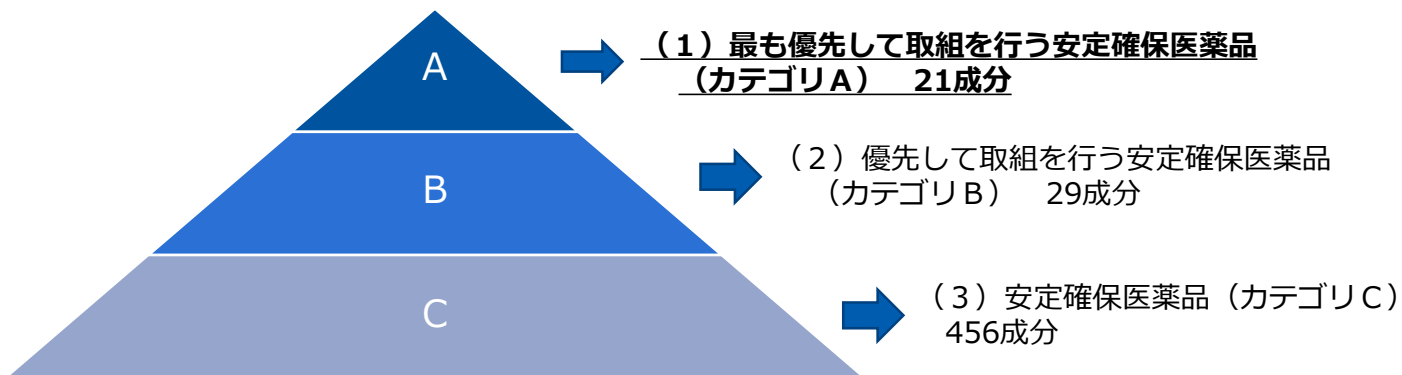 A
（１）最も優先して取組を行う安定確保医薬品
（カテゴリＡ）　21成分
B
（２）優先して取組を行う安定確保医薬品
（カテゴリＢ）　29成分
C
（３）安定確保医薬品（カテゴリＣ）
456成分